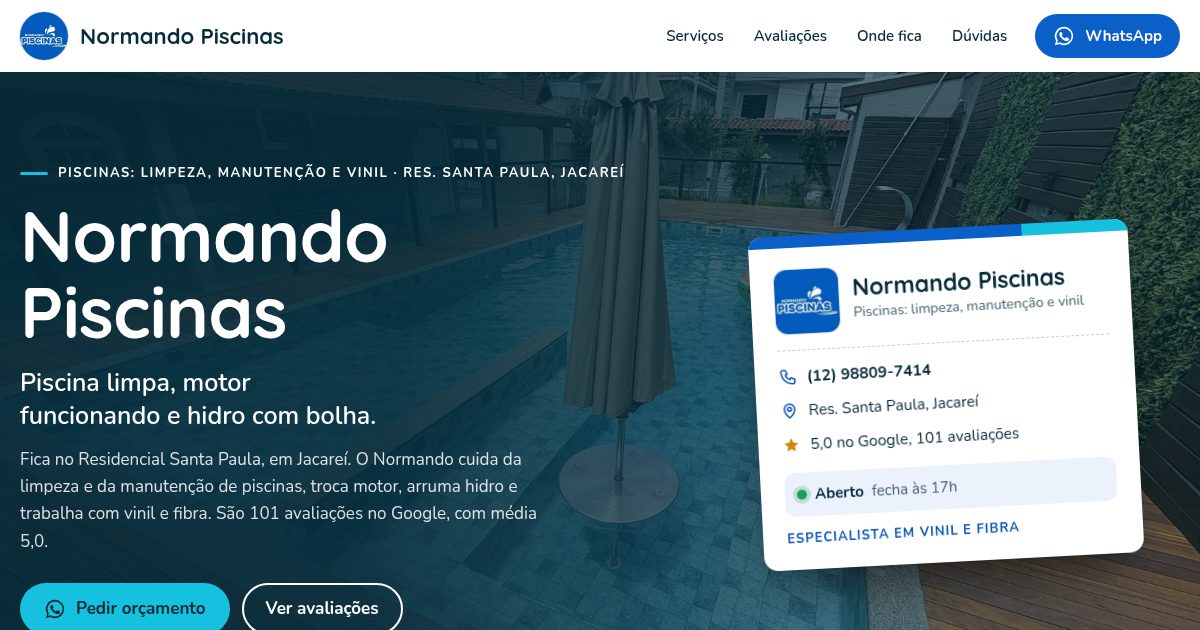 NORMANDO
PISCINAS
Normando Piscinas
Serviços
Avaliações
Onde fica
Dúvidas
WhatsApp
PISCINAS: LIMPEZA, MANUTENÇÃO E VINIL · RES. SANTA PAULA, JACAREÍ
Normando
Piscinas
Piscina limpa, motor
funcionando e hidro com bolha.
Fica no Residencial Santa Paula, em Jacareí. O Normando cuida da
limpeza e da manutenção de piscinas, troca motor, arruma hidro e
trabalha com vinil e fibra. São 101 avaliações no Google, com média
5,0.
Pedir orçamento
Ver avaliações
NORMANDO
PISCINAS
Normando Piscinas
Piscinas: limpeza, manutenção e vinil
(12) 98809-7414
Res. Santa Paula, Jacareí
5,0 no Google, 101 avaliações
Aberto fecha às 17h
ESPECIALISTA EM VINIL E FIBRA